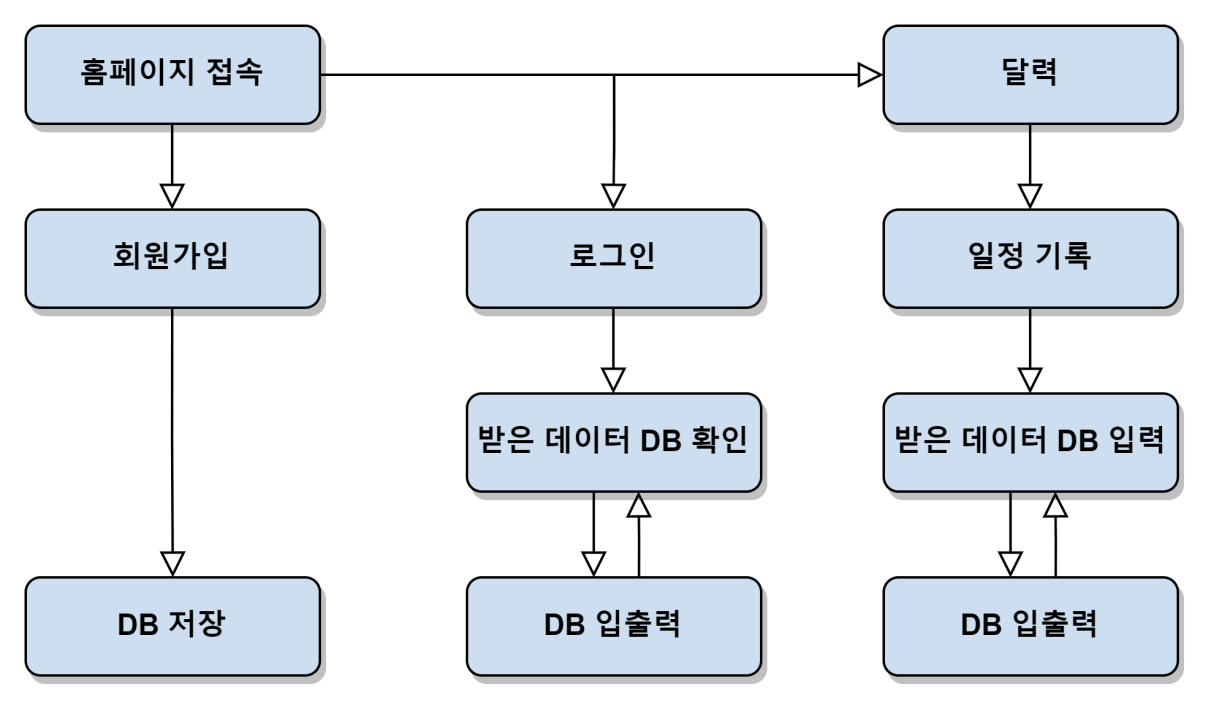 홈페이지 접속
달력
회원가입
로그인
일정 기록
받은 데이터 DB 확인
받은 데이터 DB 입력
DB 저장
DB 입출력
DB 입출력